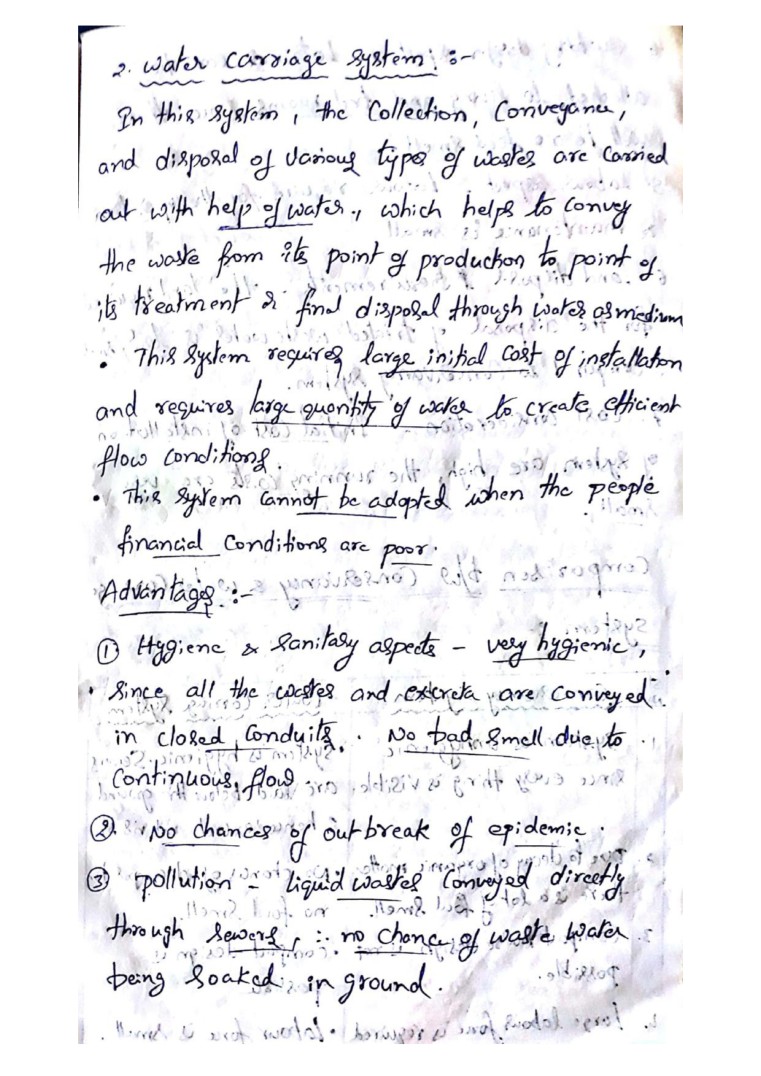 2. Water Carriage System :-
In this system, the Collection, Conveyance,
and disposal of various types of wastes are carried
out with help of water., which helps to convey
the waste from its point of production to point of
its treatment & final disposal through water as medium
• This system requires large initial cost of installation
and requires large quantity of water to create efficient
flow conditions.
• This system cannot be adopted when the people
financial conditions are poor.
Advantages :-
① Hygiene & sanitary aspects - very hygienic,
• Since all the wastes and excreta are conveyed
in closed conduits. No bad smell due to
continuous flow.
②. No chances of outbreak of epidemic.
③ pollution - liquid wastes conveyed directly
through sewers, ∴ no chance of waste water
being soaked in ground.